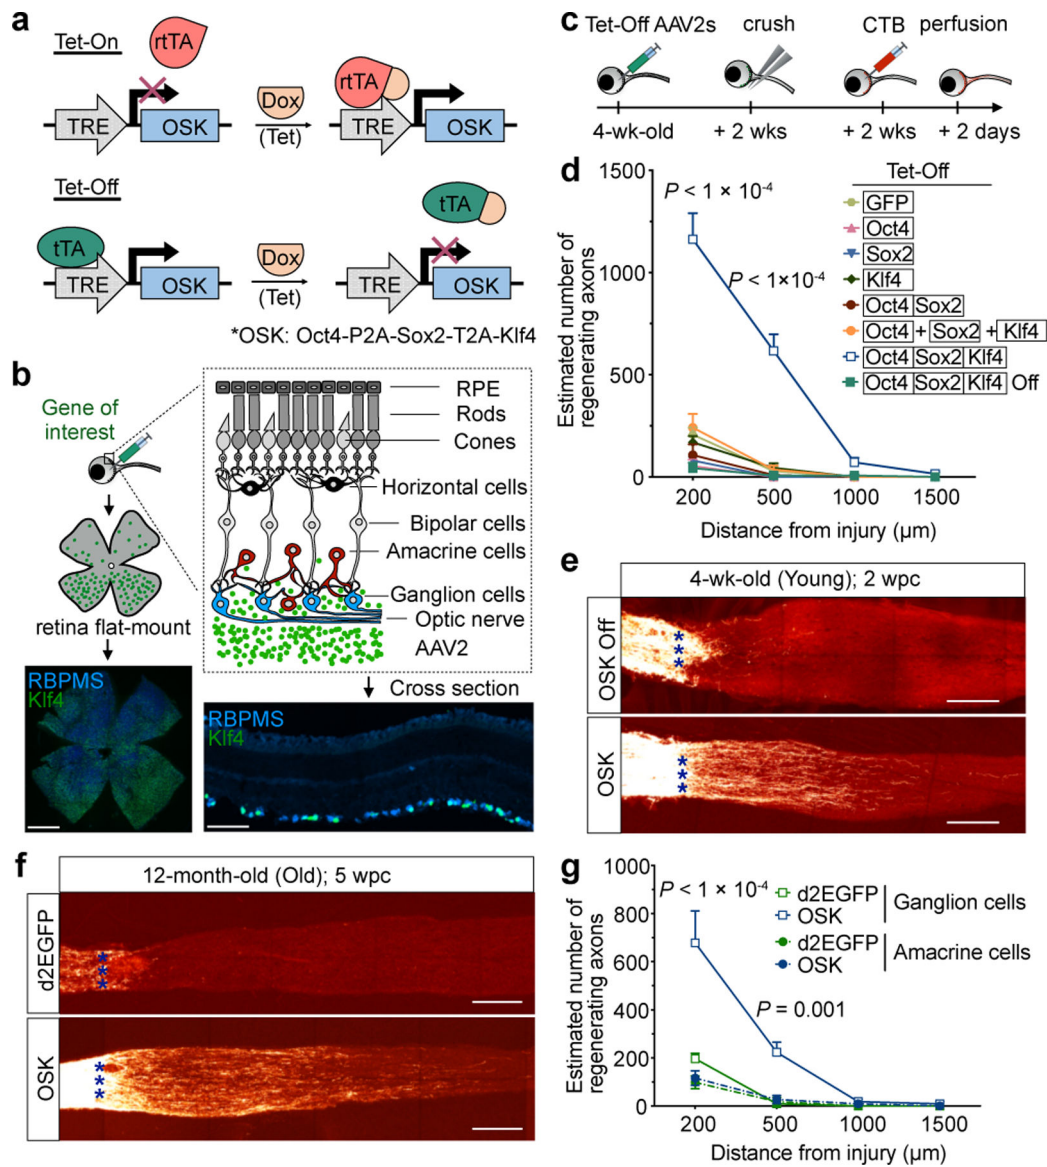 a
Tet-On
rtTA
TRE
OSK
Dox
(Tet)
rtTA
TRE
OSK
Tet-Off
tTA
TRE
OSK
Dox
(Tet)
tTA
TRE
OSK
*OSK: Oct4-P2A-Sox2-T2A-Klf4
b
Gene of
interest
retina flat-mount
RBPMS
Klf4
RPE
Rods
Cones
Horizontal cells
Bipolar cells
Amacrine cells
Ganglion cells
Optic nerve
AAV2
Cross section
RBPMS
Klf4
c
Tet-Off AAV2s
crush
CTB
perfusion
4-wk-old
+ 2 wks
+ 2 wks
+ 2 days
d
Estimated number of
regenerating axons
1500
1000
500
0
P < 1 × 10-4
P < 1×10-4
Tet-Off
GFP
Oct4
Sox2
Klf4
Oct4 Sox2
Oct4 + Sox2 + Klf4
Oct4 Sox2 Klf4
Oct4 Sox2 Klf4 Off
200
500
1000
1500
Distance from injury (µm)
e
4-wk-old (Young); 2 wpc
OSK Off
***
OSK
***
f
12-month-old (Old); 5 wpc
d2EGFP
***
OSK
***
g
Estimated number of
regenerating axons
1000
800
600
400
200
0
P < 1 × 10-4
P = 0.001
d2EGFP
OSK
Ganglion cells
d2EGFP
OSK
Amacrine cells
200
500
1000
1500
Distance from injury (µm)